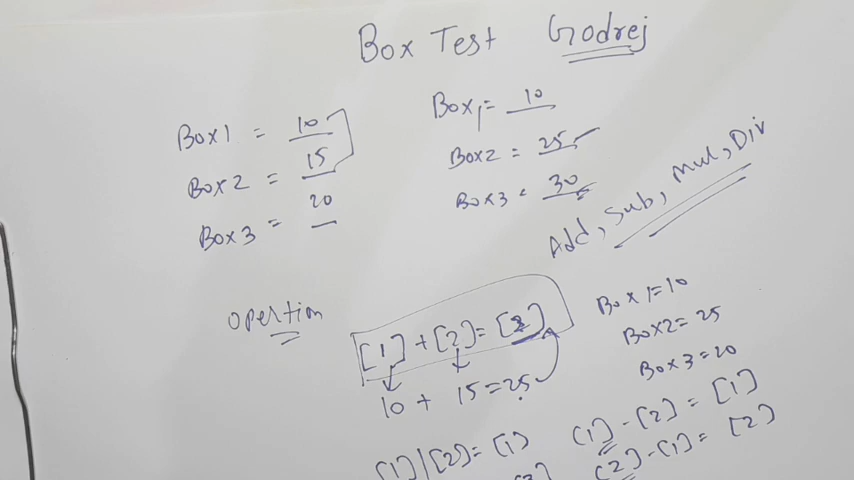 Box Test Godrej
Box1 = 10
Box2 = 15
Box3 = 20
Box1= 10
Box2 = 25
Box3 = 30
Add, Sub, Mul, Div
opertion
[1] + [2] = [2]
10 + 15 = 25
Box1=10
Box2=25
Box3=20
[1] | [2] = [1]
[1] - [2] = [1]
[2] - [1] = [2]